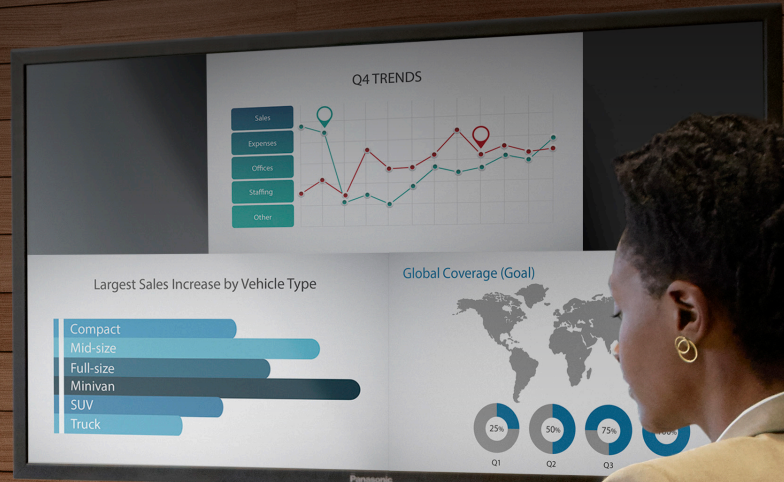 Q4 TRENDS
Sales
Expenses
Offices
Staffing
Other
Largest Sales Increase by Vehicle Type
Compact
Mid-size
Full-size
Minivan
SUV
Truck
Global Coverage (Goal)
25%
50%
75%
100%
Q1
Q2
Q3
Panasonic